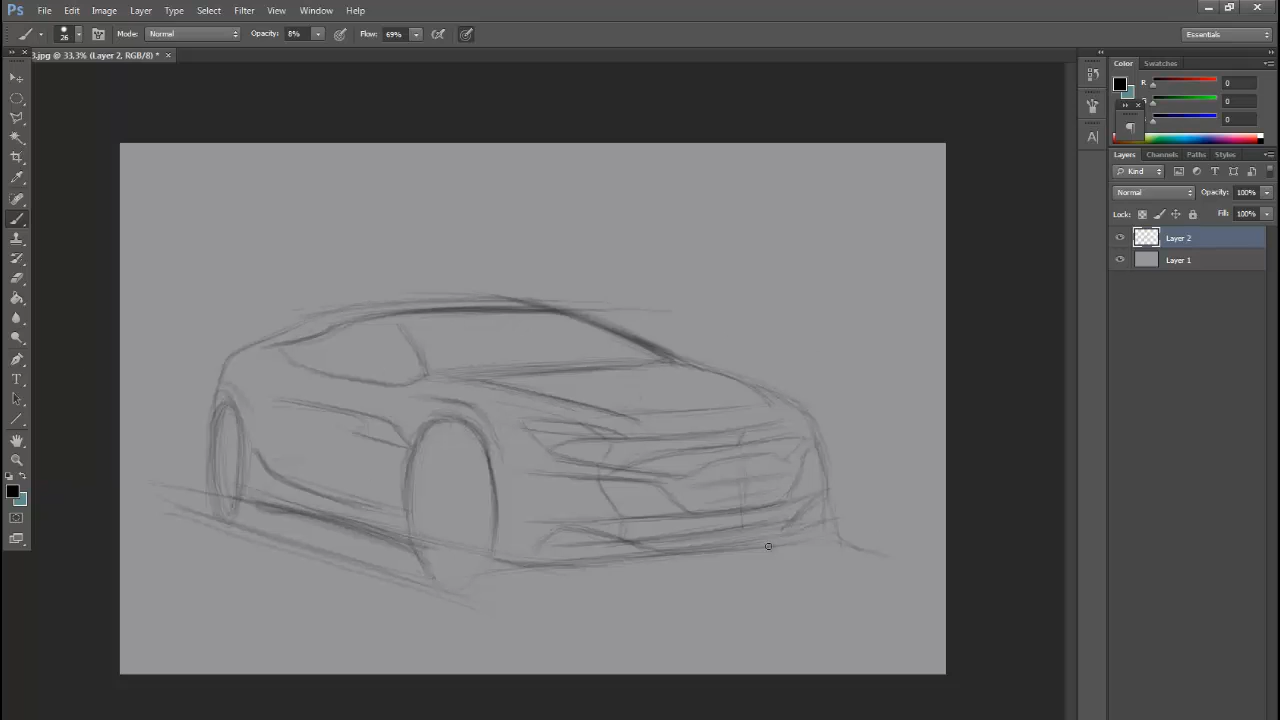 Ps File Edit Image Layer Type Select Filter View Window Help
26 Mode: Normal Opacity: 8% Flow: 69% Essentials
3.jpg @ 33,3% (Layer 2, RGB/8) * ×
Color Swatches
R 0
0
0
Layers Channels Paths Styles
Kind T
Normal Opacity: 100%
Lock: Fill: 100%
Layer 2
Layer 1
A
T